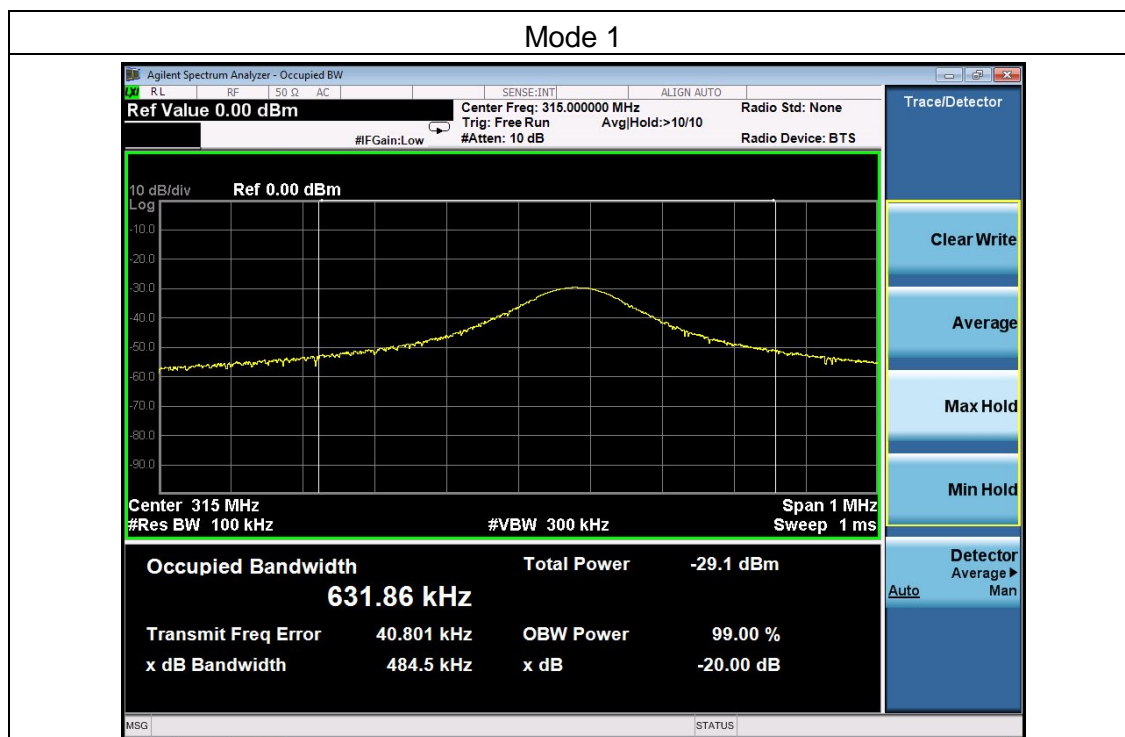 Mode 1
Agilent Spectrum Analyzer - Occupied BW
LXI RL RF 50 Ω AC SENSE:INT ALIGN AUTO
Ref Value 0.00 dBm
Center Freq: 315.000000 MHz
Radio Std: None
Trig: Free Run Avg|Hold:>10/10
#IFGain:Low
#Atten: 10 dB
Radio Device: BTS
10 dB/div Ref 0.00 dBm
Log
-10.0
-20.0
-30.0
-40.0
-50.0
-60.0
-70.0
-80.0
-90.0
Center 315 MHz
Span 1 MHz
#Res BW 100 kHz
#VBW 300 kHz
Sweep 1 ms
Occupied Bandwidth
Total Power -29.1 dBm
631.86 kHz
Transmit Freq Error 40.801 kHz
OBW Power 99.00 %
x dB Bandwidth 484.5 kHz
x dB -20.00 dB
MSG
STATUS
Trace/Detector
Clear Write
Average
Max Hold
Min Hold
Detector
Average▶
Auto Man